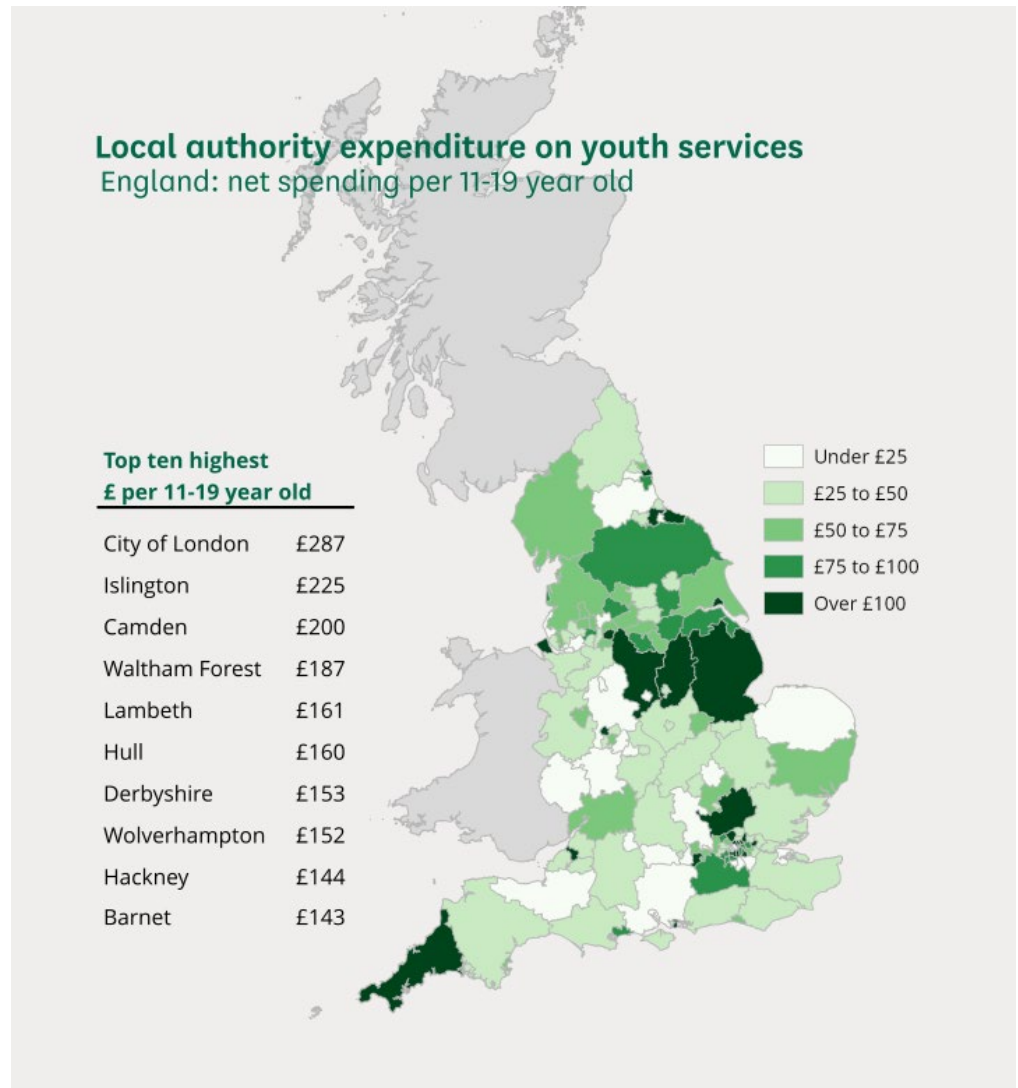 Local authority expenditure on youth services
England: net spending per 11-19 year old
Top ten highest
£ per 11-19 year old
City of London £287
Islington £225
Camden £200
Waltham Forest £187
Lambeth £161
Hull £160
Derbyshire £153
Wolverhampton £152
Hackney £144
Barnet £143
Under £25
£25 to £50
£50 to £75
£75 to £100
Over £100